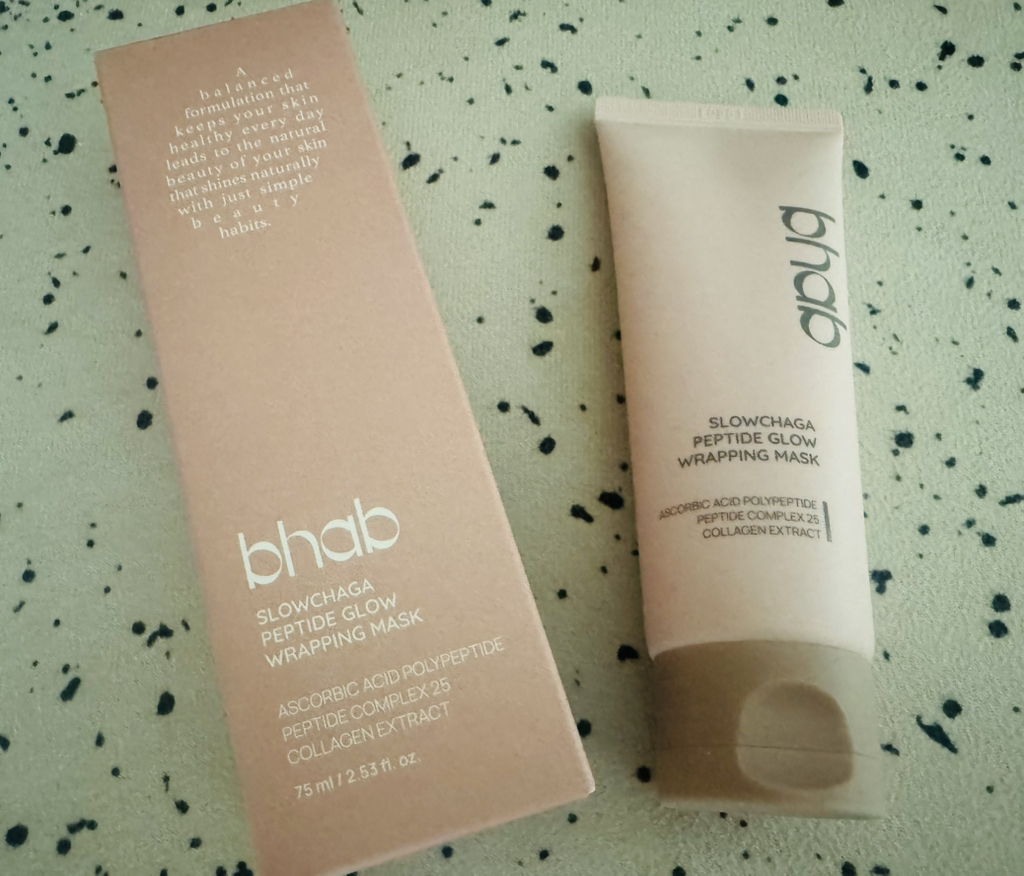 A
balanced
formulation that
keeps your skin
healthy every day
leads to the natural
beauty of your skin
that shines naturally
with just simple
beauty
habits.
bhab
SLOWCHAGA
PEPTIDE GLOW
WRAPPING MASK
ASCORBIC ACID POLYPEPTIDE
PEPTIDE COMPLEX 25
COLLAGEN EXTRACT
75 ml / 2.53 fl. oz.
bhab
SLOWCHAGA
PEPTIDE GLOW
WRAPPING MASK
ASCORBIC ACID POLYPEPTIDE
PEPTIDE COMPLEX 25
COLLAGEN EXTRACT